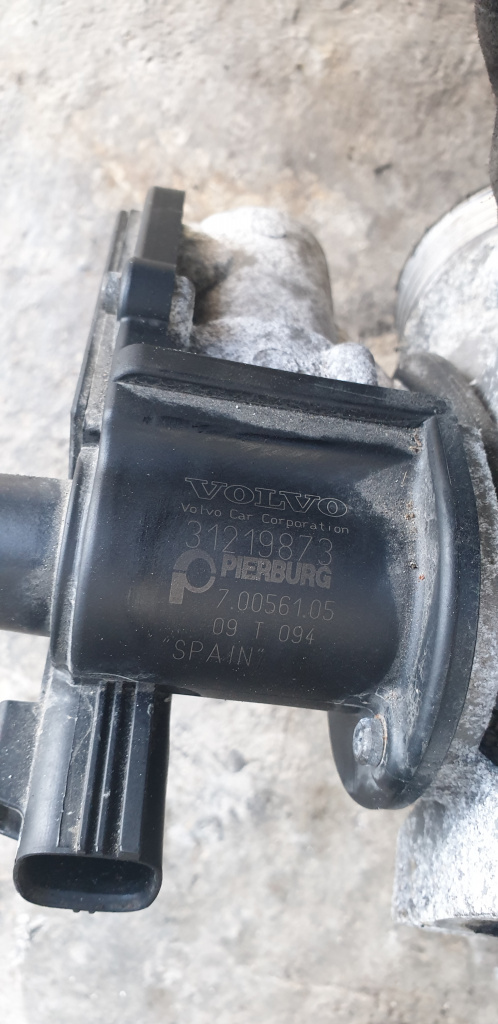 VOLVO
Volvo Car Corporation
31219873
PIERBURG
7.00561.05
09 T 094
"SPAIN"